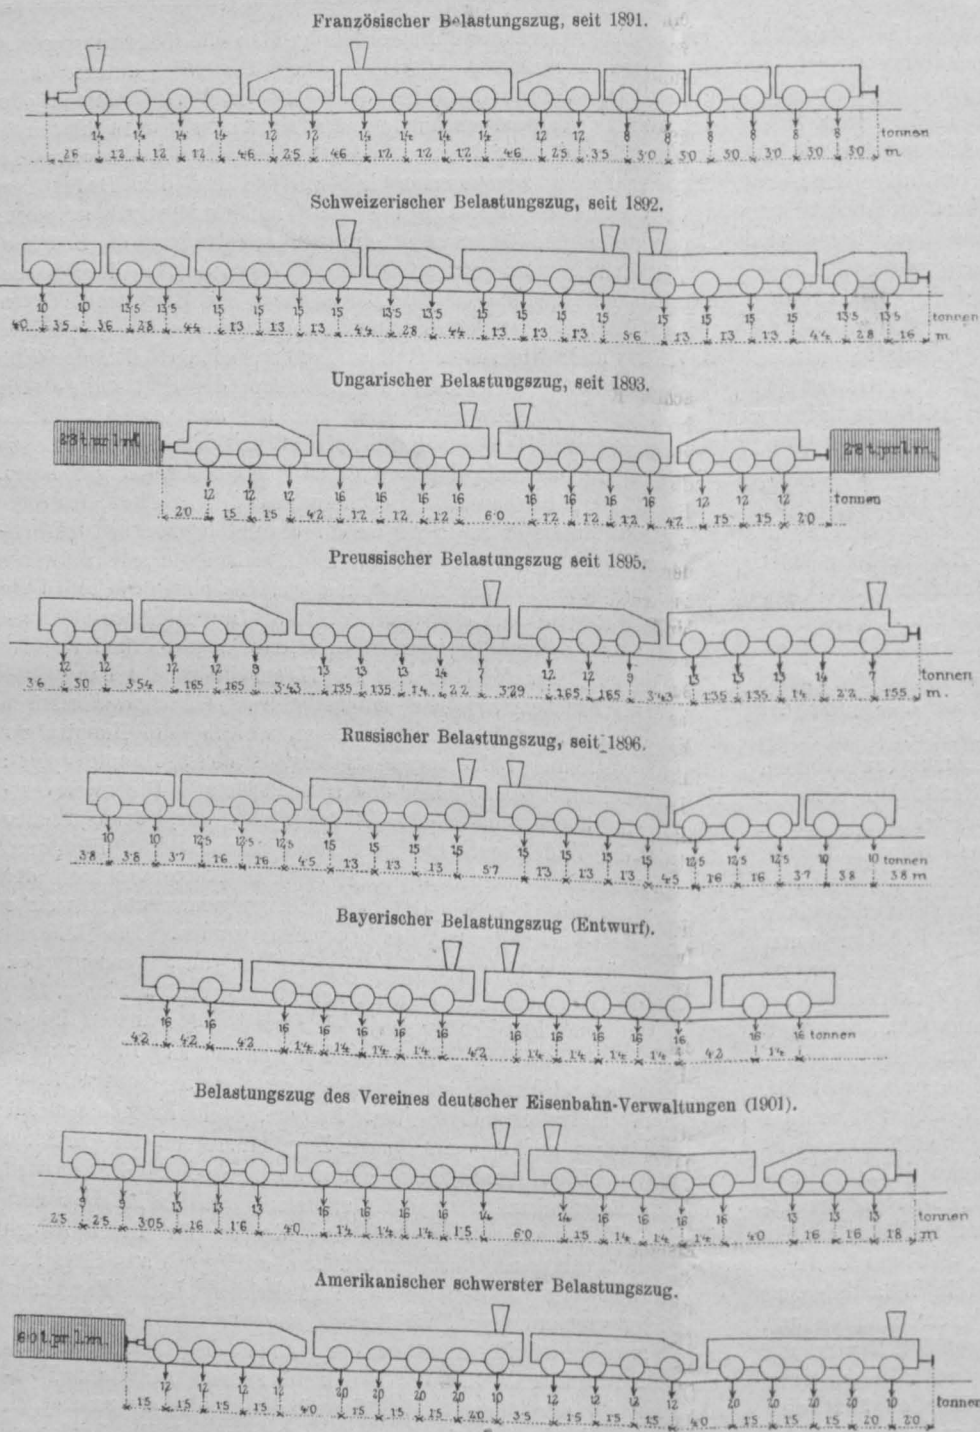 Französischer Belastungszug, seit 1891.
14 14 14 14 12 12 14 14 14 14 12 12 8 8 8 8 8 8 tonnen
2·6 1·2 1·2 1·2 4·6 2·5 4·6 1·2 1·2 1·2 4·6 2·5 3·5 3·0 3·0 3·0 3·0 3·0 3·0 m.
Schweizerischer Belastungszug, seit 1892.
10 10 13·5 13·5 15 15 15 15 13·5 13·5 15 15 15 15 15 15 15 15 13·5 13·5 tonnen
4·0 3·5 3·6 2·8 4·4 1·3 1·3 1·3 4·4 2·8 4·4 1·3 1·3 1·3 5·6 1·3 1·3 1·3 4·4 2·8 1·6 m.
Ungarischer Belastungszug, seit 1893.
2·8 t. pr. l. m.
12 12 12 16 16 16 16 16 16 16 16 12 12 12 tonnen
2·0 1·5 1·5 4·2 1·2 1·2 1·2 6·0 1·2 1·2 1·2 4·2 1·5 1·5 2·0
Preussischer Belastungszug seit 1895.
12 12 12 12 9 13 13 13 14 7 12 12 9 13 13 13 14 7 tonnen
3·6 3·0 3·54 1·65 1·65 3·43 1·35 1·35 1·4 2·2 3·29 1·65 1·65 3·43 1·35 1·35 1·4 2·2 1·55 m.
Russischer Belastungszug, seit 1896.
10 10 12·5 12·5 12·5 15 15 15 15 15 15 15 15 12·5 12·5 12·5 10 10 tonnen
3·8 3·8 3·7 1·6 1·6 4·5 1·3 1·3 1·3 5·7 1·3 1·3 1·3 4·5 1·6 1·6 3·7 3·8 3·8 m
Bayerischer Belastungszug (Entwurf).
16 16 16 16 16 16 16 16 16 16 16 16 16 16 tonnen
4·2 4·2 4·2 1·4 1·4 1·4 1·4 4·2 1·4 1·4 1·4 1·4 4·2 1·4
Belastungszug des Vereines deutscher Eisenbahn-Verwaltungen (1901).
9 9 13 13 13 16 16 16 16 14 14 16 16 16 16 13 13 13 tonnen
2·5 2·5 3·05 1·6 1·6 4·0 1·4 1·4 1·4 1·5 6·0 1·5 1·4 1·4 1·4 4·0 1·6 1·6 1·8 m
Amerikanischer schwerster Belastungszug.
6·0 t. pr. l. m.
12 12 12 12 20 20 20 20 10 12 12 12 12 20 20 20 20 10 tonnen
1·5 1·5 1·5 1·5 4·0 1·5 1·5 1·5 2·0 3·5 1·5 1·5 1·5 4·0 1·5 1·5 1·5 2·0 2·0